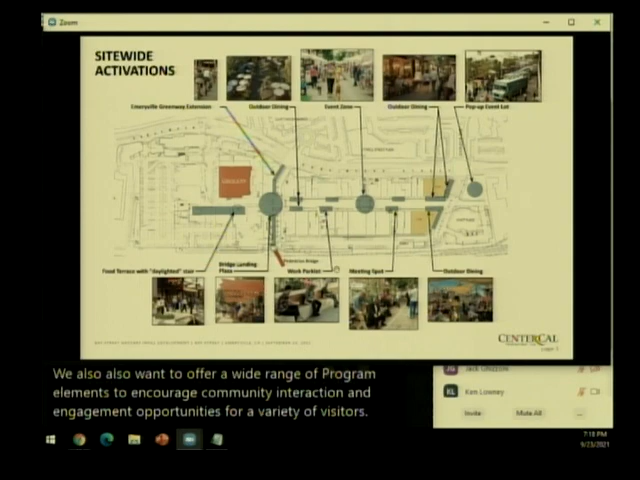 Zoom
SITEWIDE
ACTIVATIONS
Emeryville Greenway Extension
Outdoor Dining
Event Zone
Outdoor Dining
Pop-up Event Lot
Food Terrace with "daylighted" stair
Bridge Landing
Plaza
Pedestrian Bridge
Work Parklet
Meeting Spot
Outdoor Dining
CENTERCAL
We also also want to offer a wide range of Program
elements to encourage community interaction and
engagement opportunities for a variety of visitors.
KL
Invite
Mute All
...
7:18 PM
9/23/2021